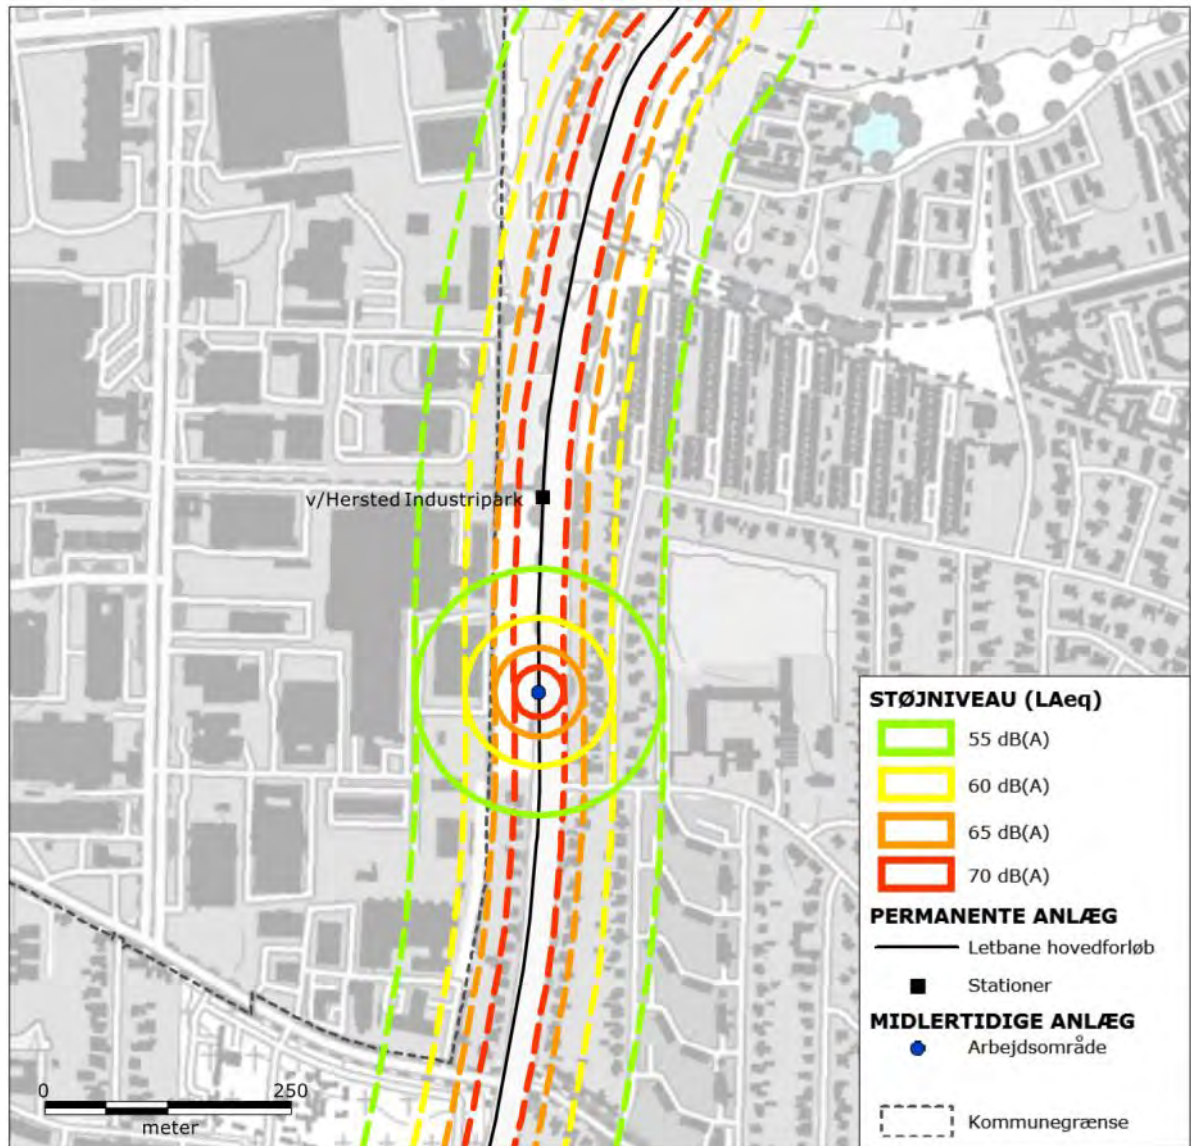 v/Hersted Industripark
STØJNIVEAU (LAeq)
55 dB(A)
60 dB(A)
65 dB(A)
70 dB(A)
PERMANENTE ANLÆG
Letbane hovedforløb
Stationer
MIDLERTIDIGE ANLÆG
Arbejdsområde
Kommunegrænse
0 250
meter